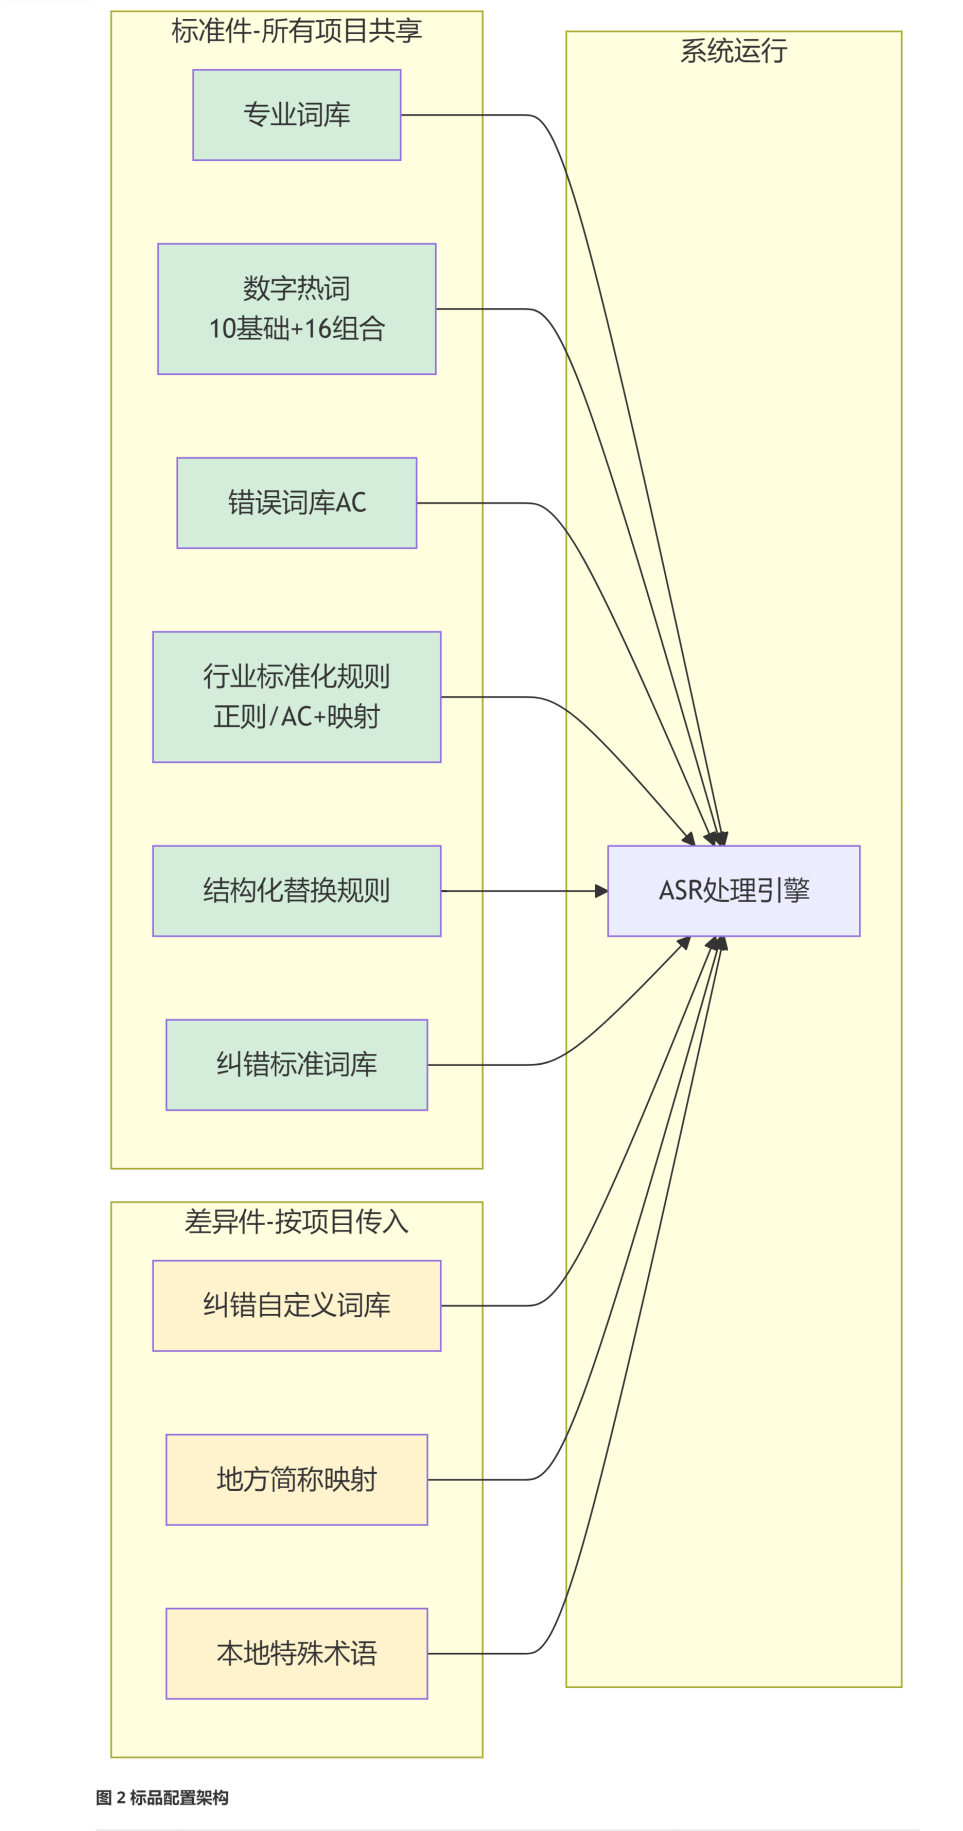 标准件-所有项目共享
专业词库
数字热词
10基础+16组合
错误词库AC
行业标准化规则
正则/AC+映射
结构化替换规则
纠错标准词库
差异件-按项目传入
纠错自定义词库
地方简称映射
本地特殊术语
系统运行
ASR处理引擎
图 2 标品配置架构